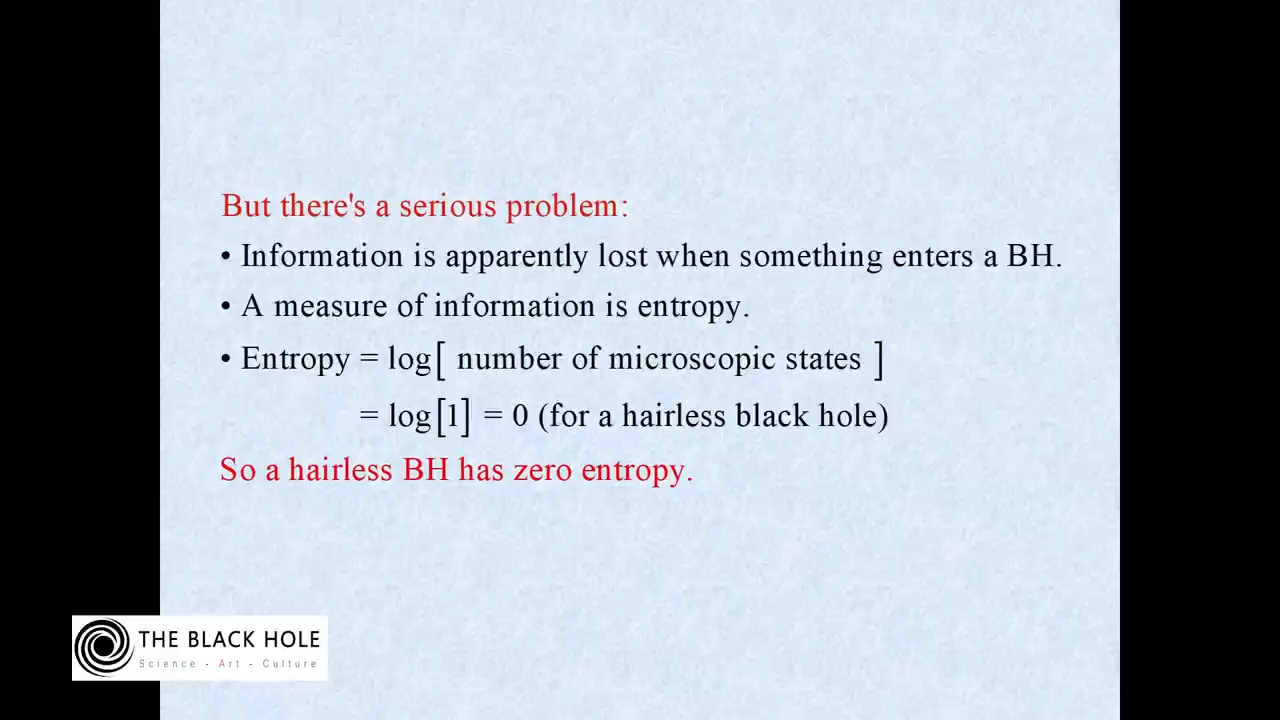 But there's a serious problem:
• Information is apparently lost when something enters a BH.
• A measure of information is entropy.
• Entropy = log[ number of microscopic states ]
= log[1] = 0 (for a hairless black hole)
So a hairless BH has zero entropy.
THE BLACK HOLE
Science - Art - Culture